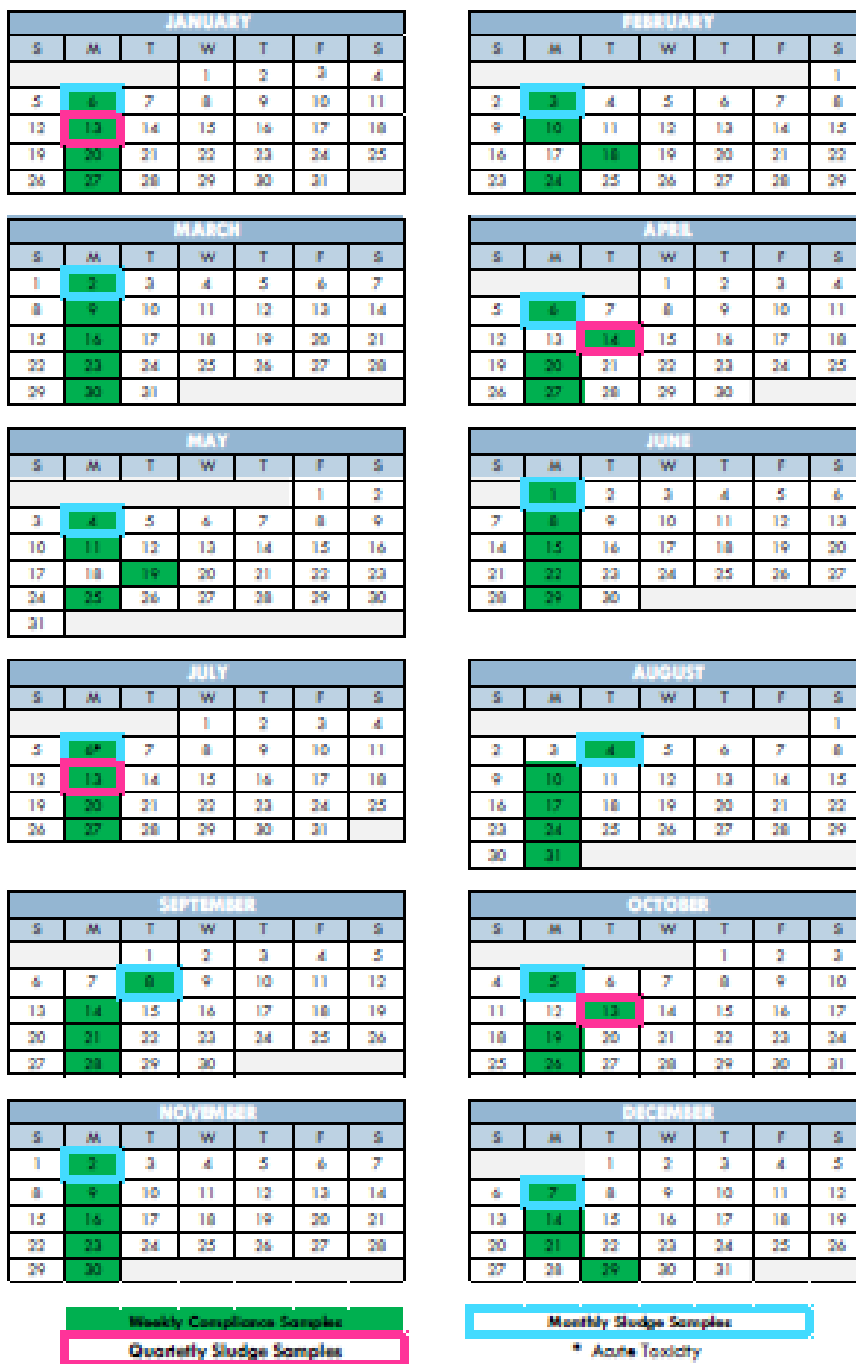 JANUARY
S M T W T F S
1 2 3 4
5 6 7 8 9 10 11
12 13 14 15 16 17 18
19 20 21 22 23 24 25
26 27 28 29 30 31
FEBRUARY
S M T W T F S
1
2 3 4 5 6 7 8
9 10 11 12 13 14 15
16 17 18 19 20 21 22
23 24 25 26 27 28 29
MARCH
S M T W T F S
1 2 3 4 5 6 7
8 9 10 11 12 13 14
15 16 17 18 19 20 21
22 23 24 25 26 27 28
29 30 31
APRIL
S M T W T F S
1 2 3 4
5 6 7 8 9 10 11
12 13 14 15 16 17 18
19 20 21 22 23 24 25
26 27 28 29 30
MAY
S M T W T F S
1 2
3 4 5 6 7 8 9
10 11 12 13 14 15 16
17 18 19 20 21 22 23
24 25 26 27 28 29 30
31
JUNE
S M T W T F S
1 2 3 4 5 6
7 8 9 10 11 12 13
14 15 16 17 18 19 20
21 22 23 24 25 26 27
28 29 30
JULY
S M T W T F S
1 2 3 4
5 6* 7 8 9 10 11
12 13 14 15 16 17 18
19 20 21 22 23 24 25
26 27 28 29 30 31
AUGUST
S M T W T F S
1
2 3 4 5 6 7 8
9 10 11 12 13 14 15
16 17 18 19 20 21 22
23 24 25 26 27 28 29
30 31
SEPTEMBER
S M T W T F S
1 2 3 4 5
6 7 8 9 10 11 12
13 14 15 16 17 18 19
20 21 22 23 24 25 26
27 28 29 30
OCTOBER
S M T W T F S
1 2 3
4 5 6 7 8 9 10
11 12 13 14 15 16 17
18 19 20 21 22 23 24
25 26 27 28 29 30 31
NOVEMBER
S M T W T F S
1 2 3 4 5 6 7
8 9 10 11 12 13 14
15 16 17 18 19 20 21
22 23 24 25 26 27 28
29 30
DECEMBER
S M T W T F S
1 2 3 4 5
6 7 8 9 10 11 12
13 14 15 16 17 18 19
20 21 22 23 24 25 26
27 28 29 30 31
Weekly Compliance Samples
Monthly Sludge Samples
Quartetly Sludge Samples
* Acute Toxicity